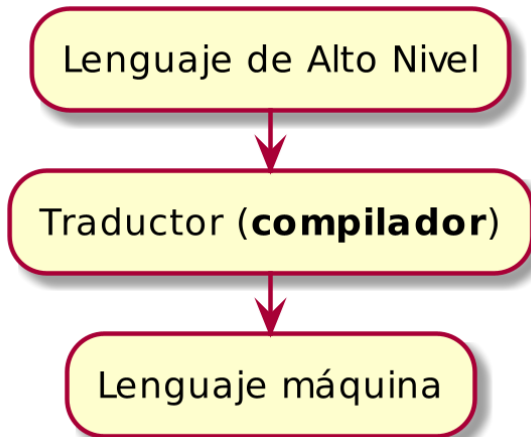 Lenguaje de Alto Nivel
Traductor (compilador)
Lenguaje máquina